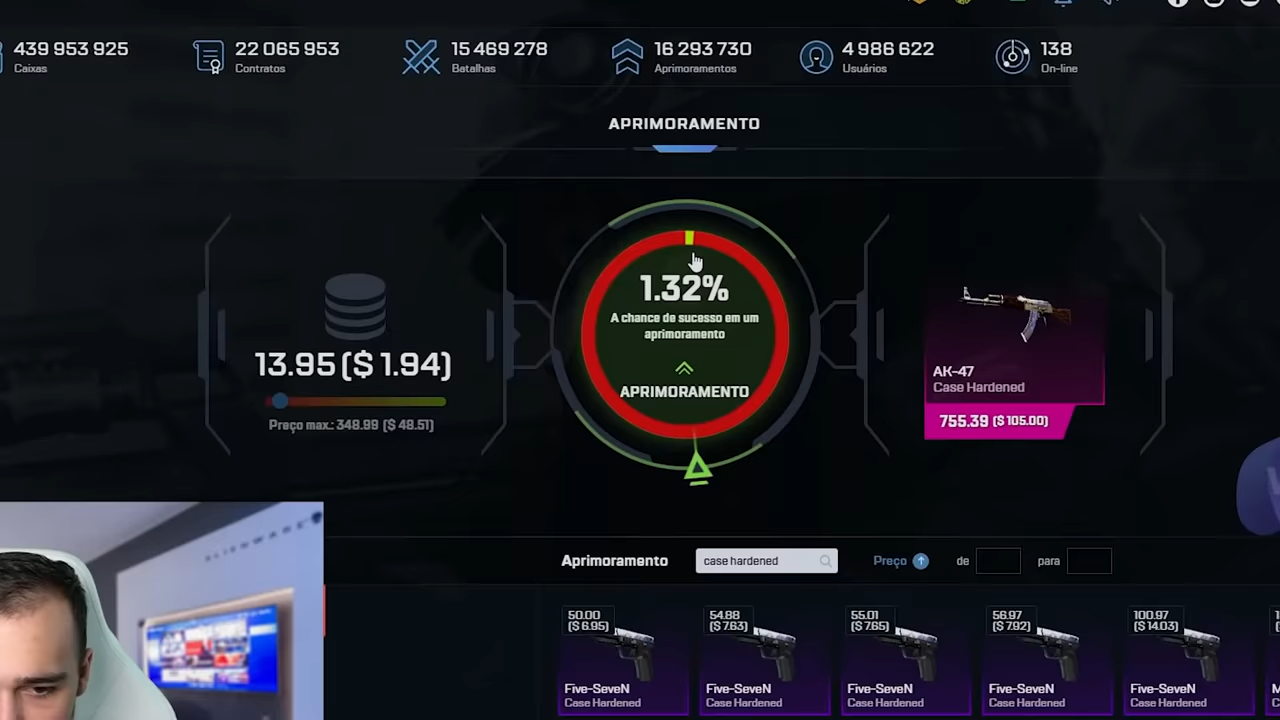 439 953 925
Caixas
22 065 953
Contratos
15 469 278
Batalhas
16 293 730
Aprimoramentos
4 986 622
Usuários
138
On-line
APRIMORAMENTO
1.32%
A chance de sucesso em um
aprimoramento
APRIMORAMENTO
13.95 ($ 1.94)
Preço max.: 348.99 ($ 48.51)
AK-47
Case Hardened
755.39 ($ 105.00)
ALIENWARE
Aprimoramento
case hardened
Preço
de
para
50.00
($ 6.95)
Five-SeveN
Case Hardened
54.88
($ 7.63)
Five-SeveN
Case Hardened
55.01
($ 7.65)
Five-SeveN
Case Hardened
56.97
($ 7.92)
Five-SeveN
Case Hardened
100.97
($ 14.03)
Five-SeveN
Case Hardened